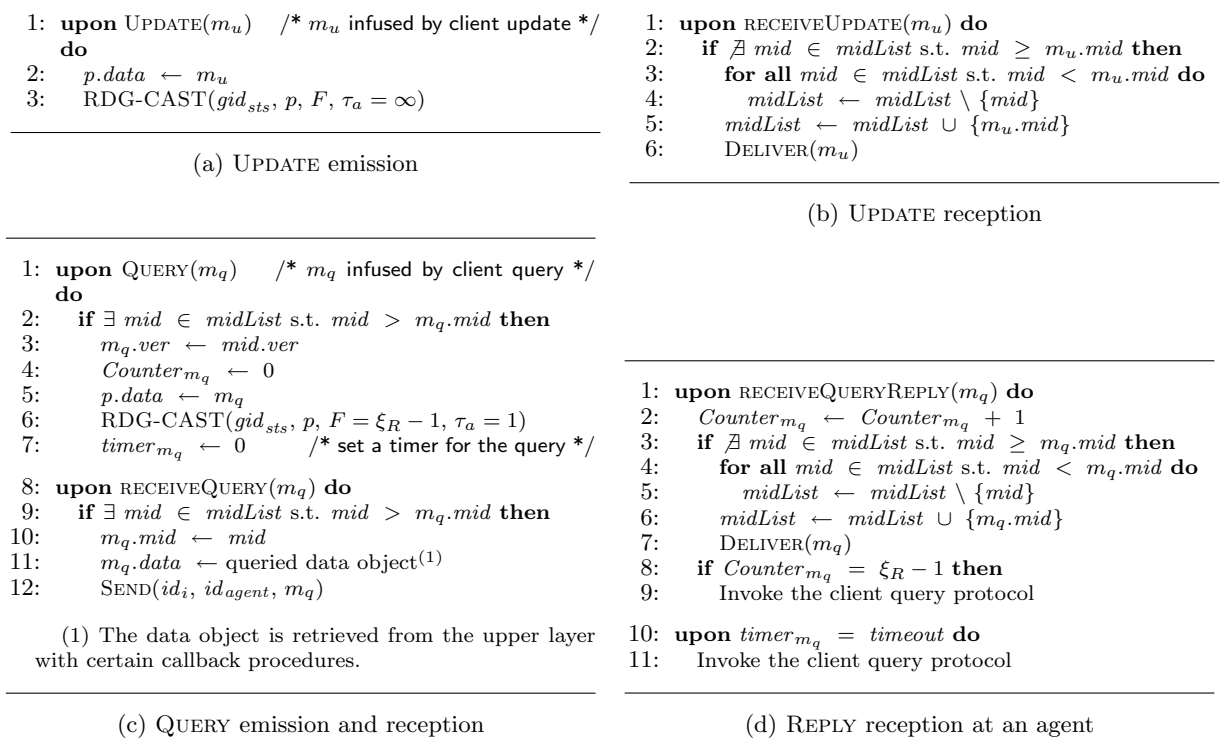 1: upon UPDATE(m_u) /* m_u infused by client update */
do
2: p.data ← m_u
3: RDG-CAST(gid_sts, p, F, τ_a = ∞)
(a) UPDATE emission
1: upon RECEIVEUPDATE(m_u) do
2: if ∄ mid ∈ midList s.t. mid ≥ m_u.mid then
3: for all mid ∈ midList s.t. mid < m_u.mid do
4: midList ← midList \ {mid}
5: midList ← midList ∪ {m_u.mid}
6: DELIVER(m_u)
(b) UPDATE reception
1: upon QUERY(m_q) /* m_q infused by client query */
do
2: if ∃ mid ∈ midList s.t. mid > m_q.mid then
3: m_q.ver ← mid.ver
4: Counter_{m_q} ← 0
5: p.data ← m_q
6: RDG-CAST(gid_sts, p, F = ξ_R − 1, τ_a = 1)
7: timer_{m_q} ← 0 /* set a timer for the query */
8: upon RECEIVEQUERY(m_q) do
9: if ∃ mid ∈ midList s.t. mid > m_q.mid then
10: m_q.mid ← mid
11: m_q.data ← queried data object^(1)
12: SEND(id_i, id_agent, m_q)
(1) The data object is retrieved from the upper layer
with certain callback procedures.
(c) QUERY emission and reception
1: upon RECEIVEQUERYREPLY(m_q) do
2: Counter_{m_q} ← Counter_{m_q} + 1
3: if ∄ mid ∈ midList s.t. mid ≥ m_q.mid then
4: for all mid ∈ midList s.t. mid < m_q.mid do
5: midList ← midList \ {mid}
6: midList ← midList ∪ {m_q.mid}
7: DELIVER(m_q)
8: if Counter_{m_q} = ξ_R − 1 then
9: Invoke the client query protocol
10: upon timer_{m_q} = timeout do
11: Invoke the client query protocol
(d) REPLY reception at an agent